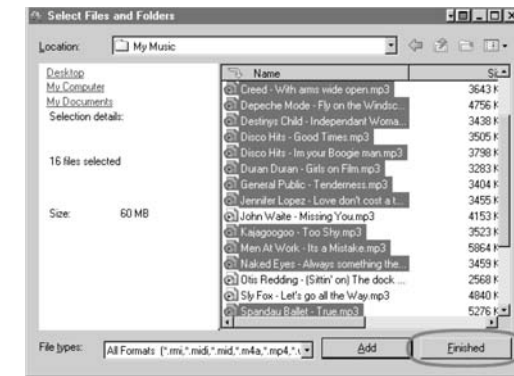 Select Files and Folders
Location: My Music
Desktop
My Computer
My Documents
Selection details:
16 files selected
Size: 60 MB
Name Si
Creed - With arms wide open.mp3 3643 K
Depeche Mode - Fly on the Windsc... 4756 K
Destinys Child - Independant Woma... 3438 K
Disco Hits - Good Times.mp3 3505 K
Disco Hits - Im your Boogie man.mp3 3798 K
Duran Duran - Girls on Film.mp3 3283 K
General Public - Tenderness.mp3 3404 K
Jennifer Lopez - Love don't cost a t... 3455 K
John Waite - Missing You.mp3 4153 K
Kajagoogoo - Too Shy.mp3 3523 K
Men At Work - Its a Mistake.mp3 5864 K
Naked Eyes - Always something the... 3459 K
Otis Redding - (Sittin' on) The dock ... 2568 K
Sly Fox - Let's go all the Way.mp3 4840 K
Spandau Ballet - True.mp3 5276 K
File types: All Formats (*.rmi,*.midi,*.mid,*.m4a,*.mp4,*.
Add
Finished